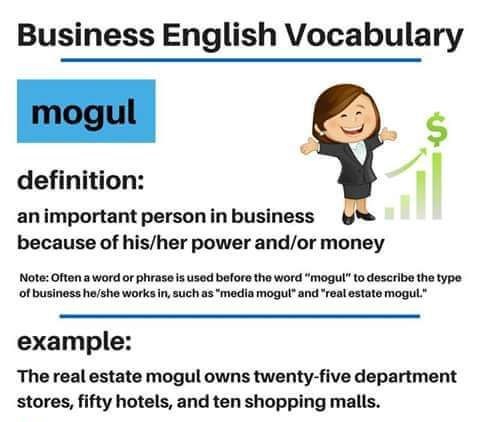 Business English Vocabulary
mogul
$
definition:
an important person in business
because of his/her power and/or money
Note: Often a word or phrase is used before the word "mogul" to describe the type
of business he/she works in, such as "media mogul" and "real estate mogul."
example:
The real estate mogul owns twenty-five department
stores, fifty hotels, and ten shopping malls.